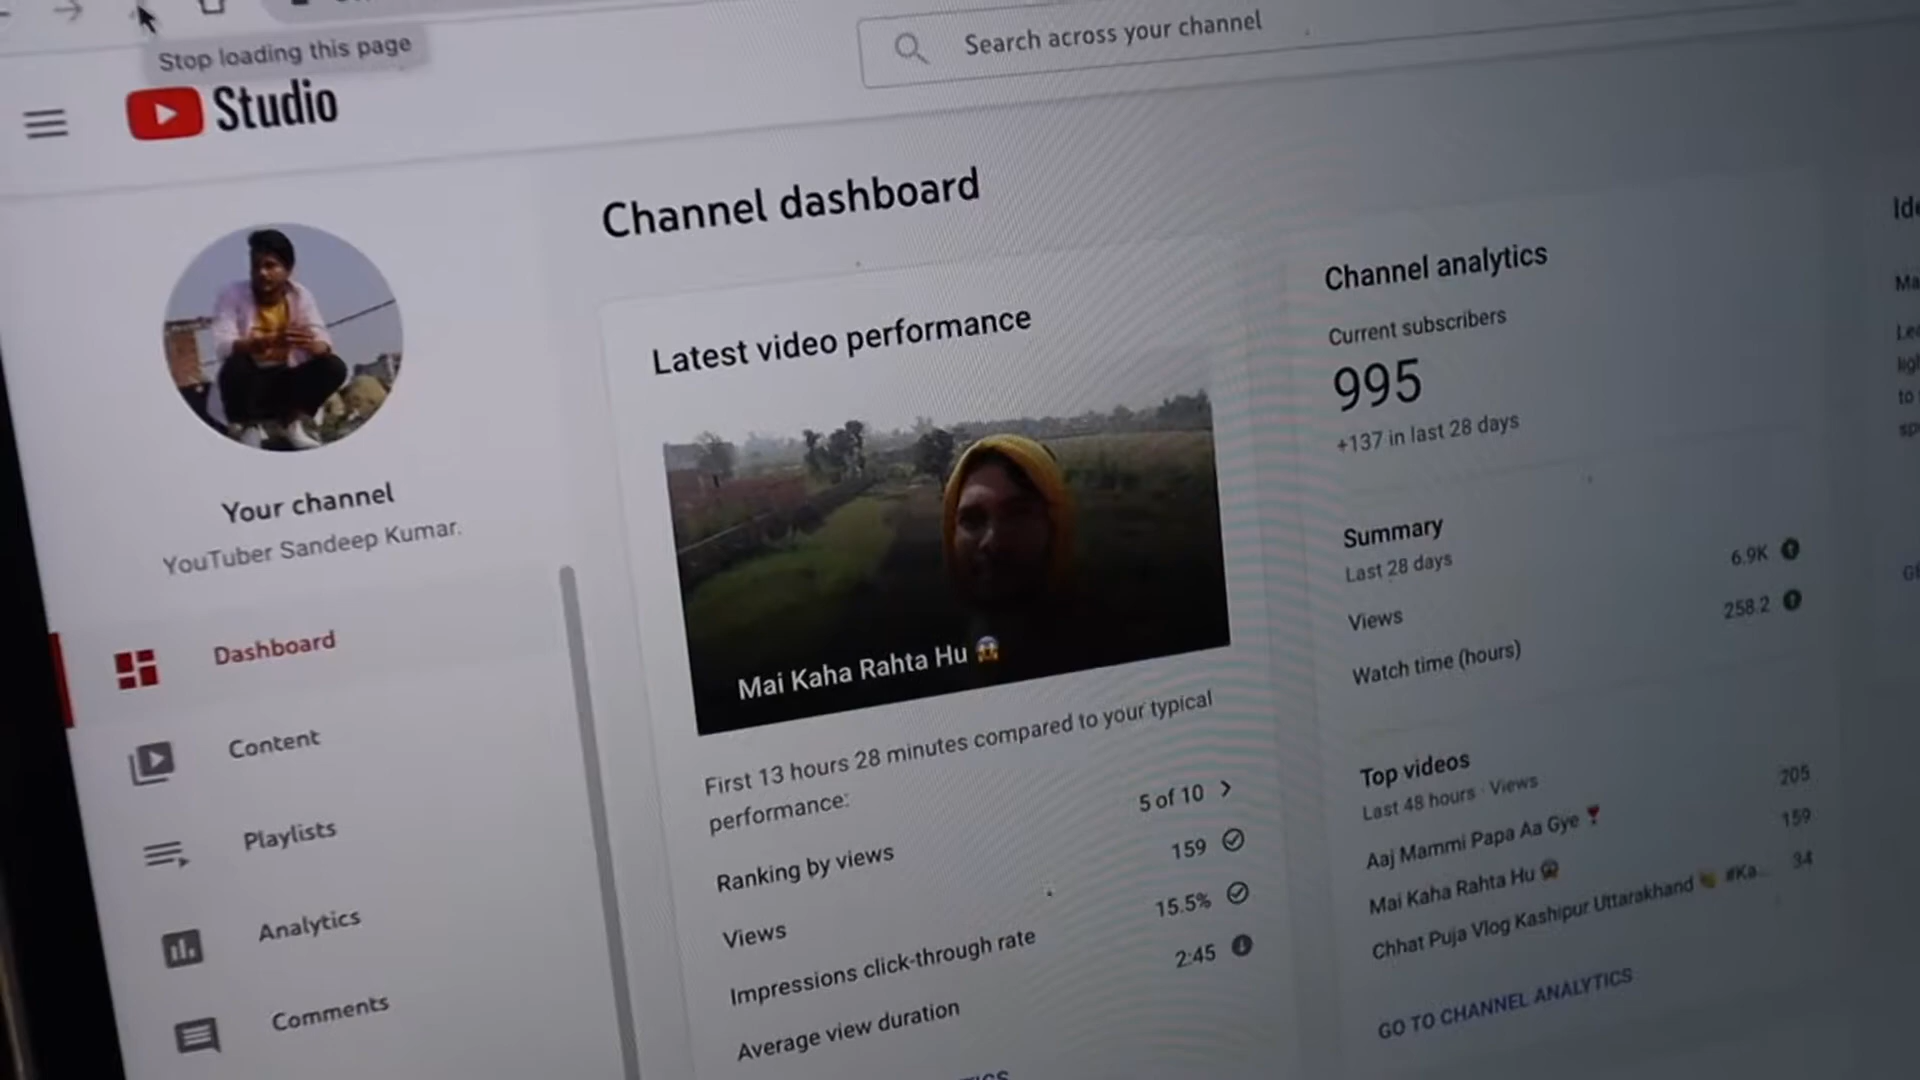 Stop loading this page
Search across your channel
Studio
Channel dashboard
Your channel
YouTuber Sandeep Kumar.
Dashboard
Content
Playlists
Analytics
Comments
Latest video performance
Mai Kaha Rahta Hu 😱
First 13 hours 28 minutes compared to your typical
performance:
Ranking by views 5 of 10
Views 159
Impressions click-through rate 15.5%
Average view duration 2:45
Channel analytics
Current subscribers
995
+137 in last 28 days
Summary
Last 28 days
Views 6.9K
Watch time (hours) 258.2
Top videos
Last 48 hours · Views
Aaj Mammi Papa Aa Gye ❣ 205
Mai Kaha Rahta Hu 😱 159
Chhat Puja Vlog Kashipur Uttarakhand 👏 #Ka... 34
GO TO CHANNEL ANALYTICS